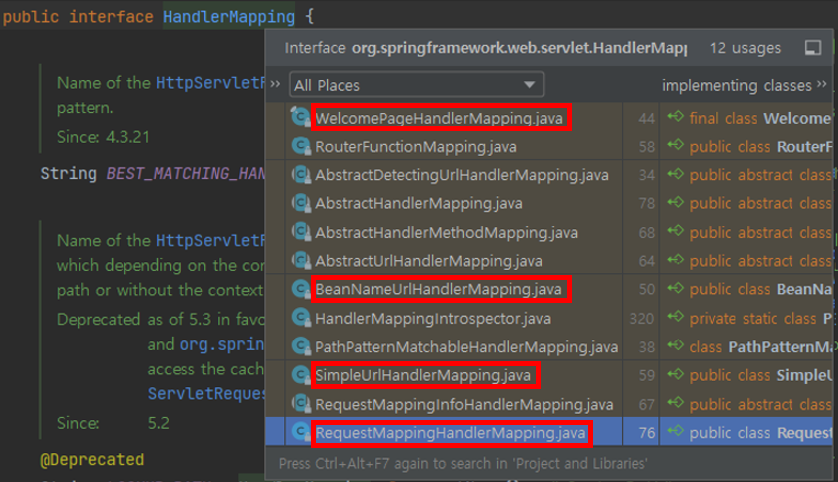 public interface HandlerMapping {
Interface org.springframework.web.servlet.HandlerMapp 12 usages
All Places implementing classes
Name of the HttpServletF
pattern.
Since: 4.3.21
String BEST_MATCHING_HAN
Name of the HttpServletF
which depending on the con
path or without the context
Deprecated as of 5.3 in favo
and org.sprin
access the cach
ServletReques
Since: 5.2
@Deprecated
WelcomePageHandlerMapping.java 44 final class Welcome
RouterFunctionMapping.java 58 public class RouterF
AbstractDetectingUrlHandlerMapping.java 34 public abstract class
AbstractHandlerMapping.java 78 public abstract class
AbstractHandlerMethodMapping.java 68 public abstract class
AbstractUrlHandlerMapping.java 64 public abstract class
BeanNameUrlHandlerMapping.java 50 public class BeanNa
HandlerMappingIntrospector.java 320 private static class P
PathPatternMatchableHandlerMapping.java 38 class PathPatternMa
SimpleUrlHandlerMapping.java 59 public class SimpleU
RequestMappingInfoHandlerMapping.java 67 public abstract class
RequestMappingHandlerMapping.java 76 public class Request
Press Ctrl+Alt+F7 again to search in 'Project and Libraries'